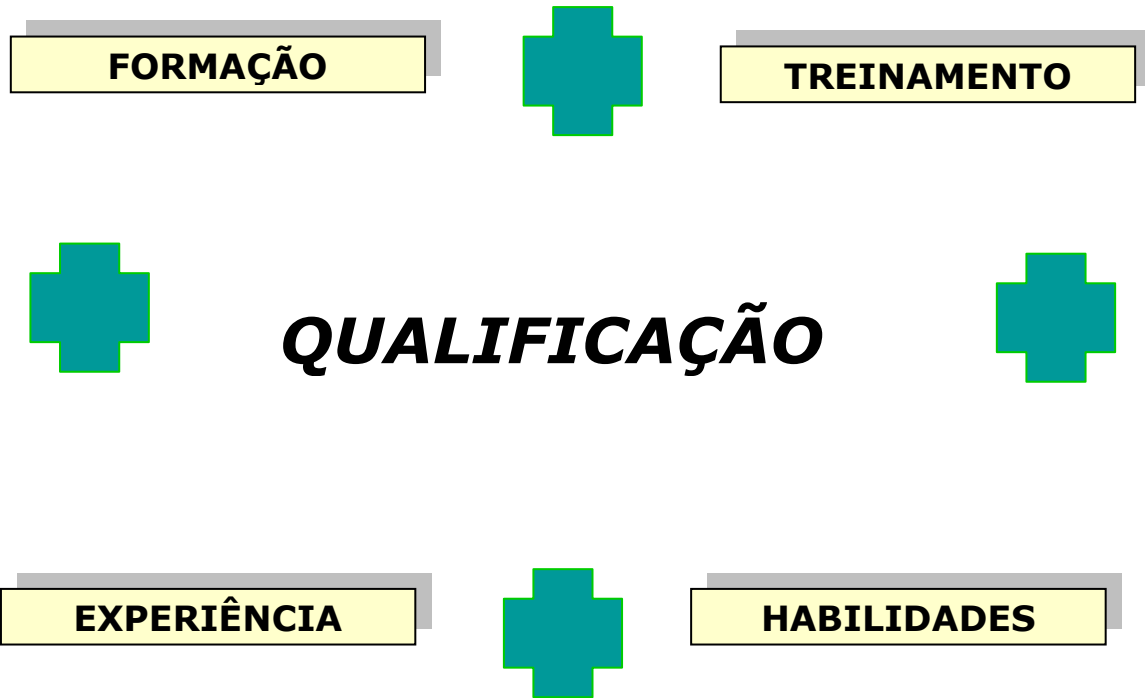 FORMAÇÃO
TREINAMENTO
QUALIFICAÇÃO
EXPERIÊNCIA
HABILIDADES